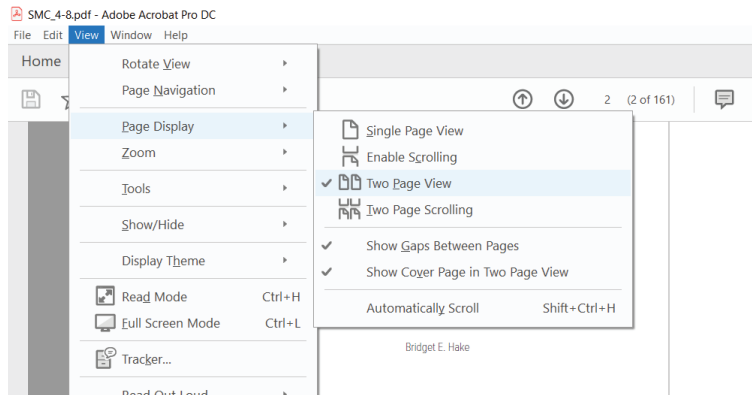 SMC_4-8.pdf - Adobe Acrobat Pro DC
File Edit View Window Help
Home
2 (2 of 161)
Rotate View
Page Navigation
Page Display
Zoom
Tools
Show/Hide
Display Theme
Read Mode Ctrl+H
Full Screen Mode Ctrl+L
Tracker...
Read Out Loud
Single Page View
Enable Scrolling
Two Page View
Two Page Scrolling
Show Gaps Between Pages
Show Cover Page in Two Page View
Automatically Scroll Shift+Ctrl+H
Bridget E. Hake